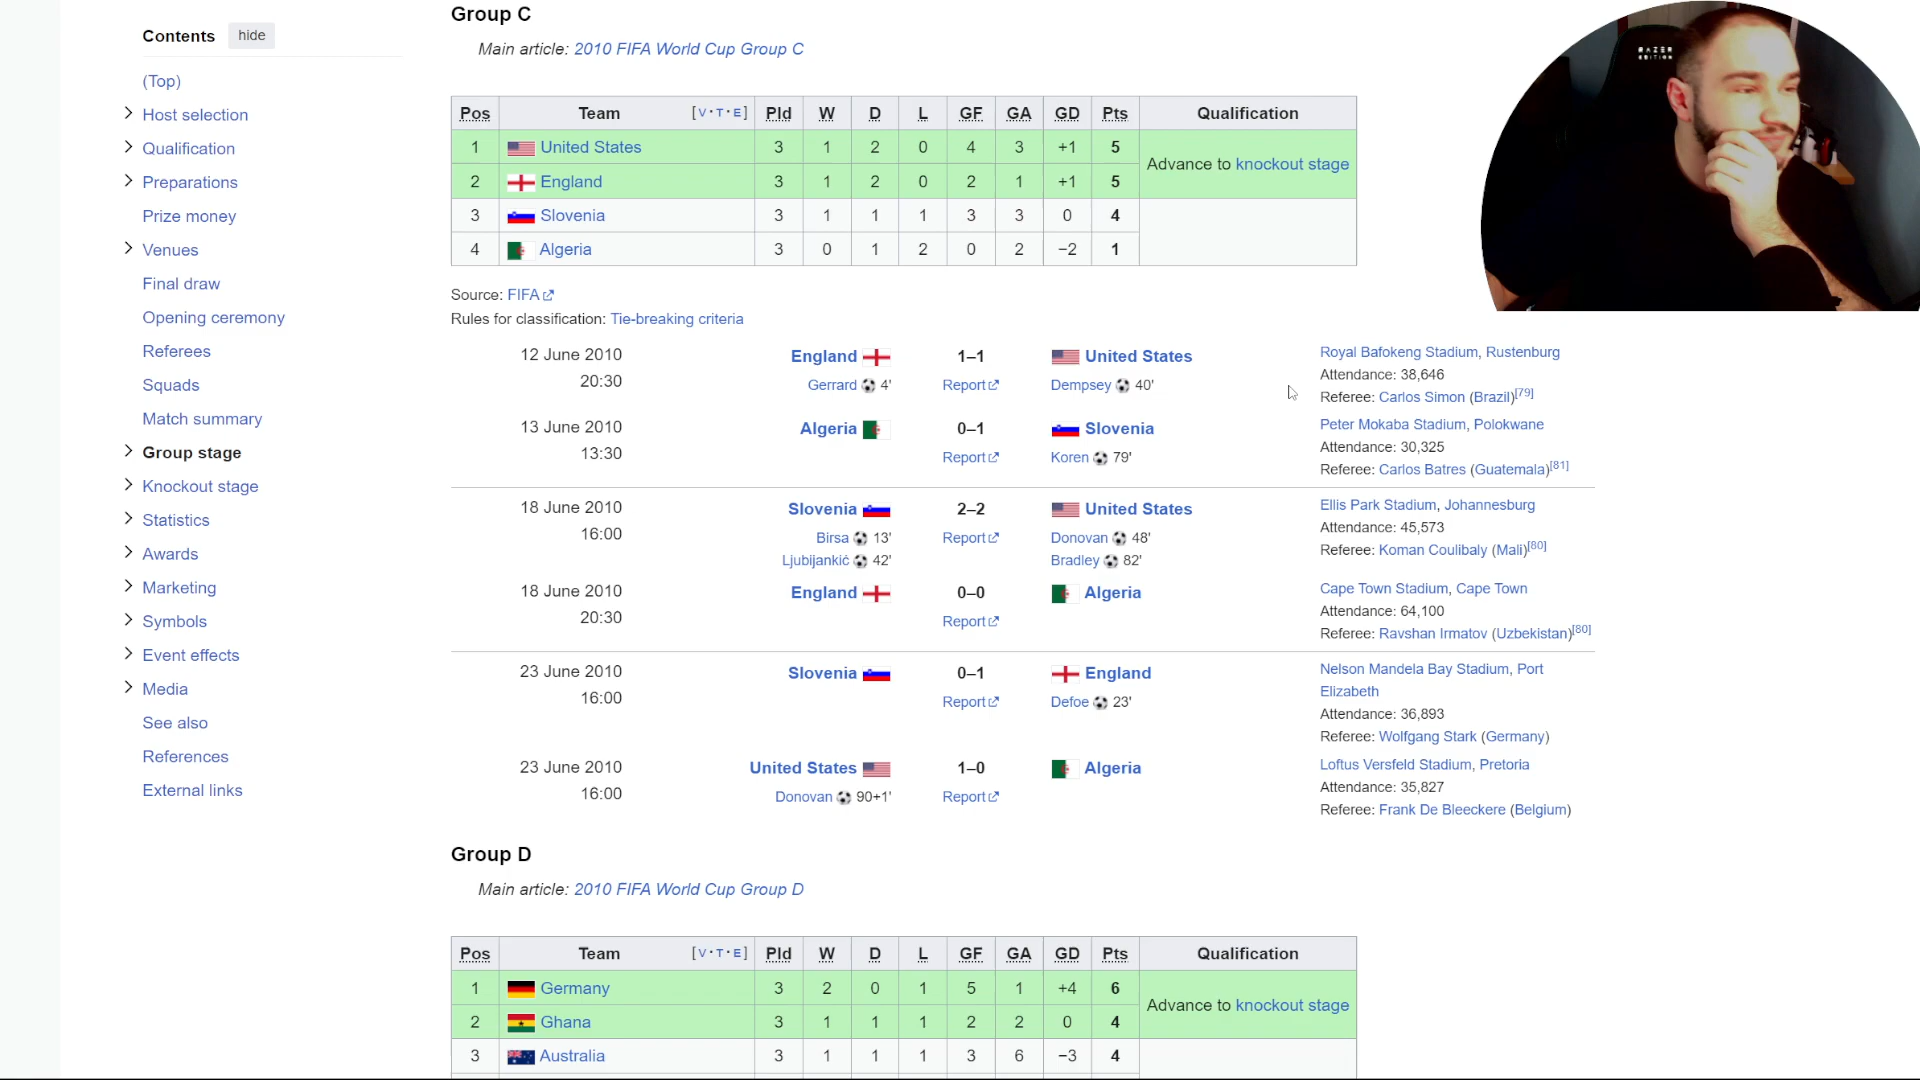 Contents hide
(Top)
Host selection
Qualification
Preparations
Prize money
Venues
Final draw
Opening ceremony
Referees
Squads
Match summary
Group stage
Knockout stage
Statistics
Awards
Marketing
Symbols
Event effects
Media
See also
References
External links
Group C
Main article: 2010 FIFA World Cup Group C
Pos Team [V·T·E] Pld W D L GF GA GD Pts Qualification
1 United States 3 1 2 0 4 3 +1 5
Advance to knockout stage
2 England 3 1 2 0 2 1 +1 5
3 Slovenia 3 1 1 1 3 3 0 4
4 Algeria 3 0 1 2 0 2 −2 1
Source: FIFA
Rules for classification: Tie-breaking criteria
12 June 2010 England 1–1 United States Royal Bafokeng Stadium, Rustenburg
20:30 Gerrard 4' Report Dempsey 40' Attendance: 38,646
Referee: Carlos Simon (Brazil)[79]
13 June 2010 Algeria 0–1 Slovenia Peter Mokaba Stadium, Polokwane
13:30 Report Koren 79' Attendance: 30,325
Referee: Carlos Batres (Guatemala)[81]
18 June 2010 Slovenia 2–2 United States Ellis Park Stadium, Johannesburg
16:00 Birsa 13' Report Donovan 48' Attendance: 45,573
Ljubijankić 42' Bradley 82' Referee: Koman Coulibaly (Mali)[80]
18 June 2010 England 0–0 Algeria Cape Town Stadium, Cape Town
20:30 Report Attendance: 64,100
Referee: Ravshan Irmatov (Uzbekistan)[80]
23 June 2010 Slovenia 0–1 England Nelson Mandela Bay Stadium, Port
Elizabeth
16:00 Report Defoe 23' Attendance: 36,893
Referee: Wolfgang Stark (Germany)
23 June 2010 United States 1–0 Algeria Loftus Versfeld Stadium, Pretoria
16:00 Donovan 90+1' Report Attendance: 35,827
Referee: Frank De Bleeckere (Belgium)
Group D
Main article: 2010 FIFA World Cup Group D
Pos Team [V·T·E] Pld W D L GF GA GD Pts Qualification
1 Germany 3 2 0 1 5 1 +4 6
Advance to knockout stage
2 Ghana 3 1 1 1 2 2 0 4
3 Australia 3 1 1 1 3 6 −3 4
RAZER
EDITION